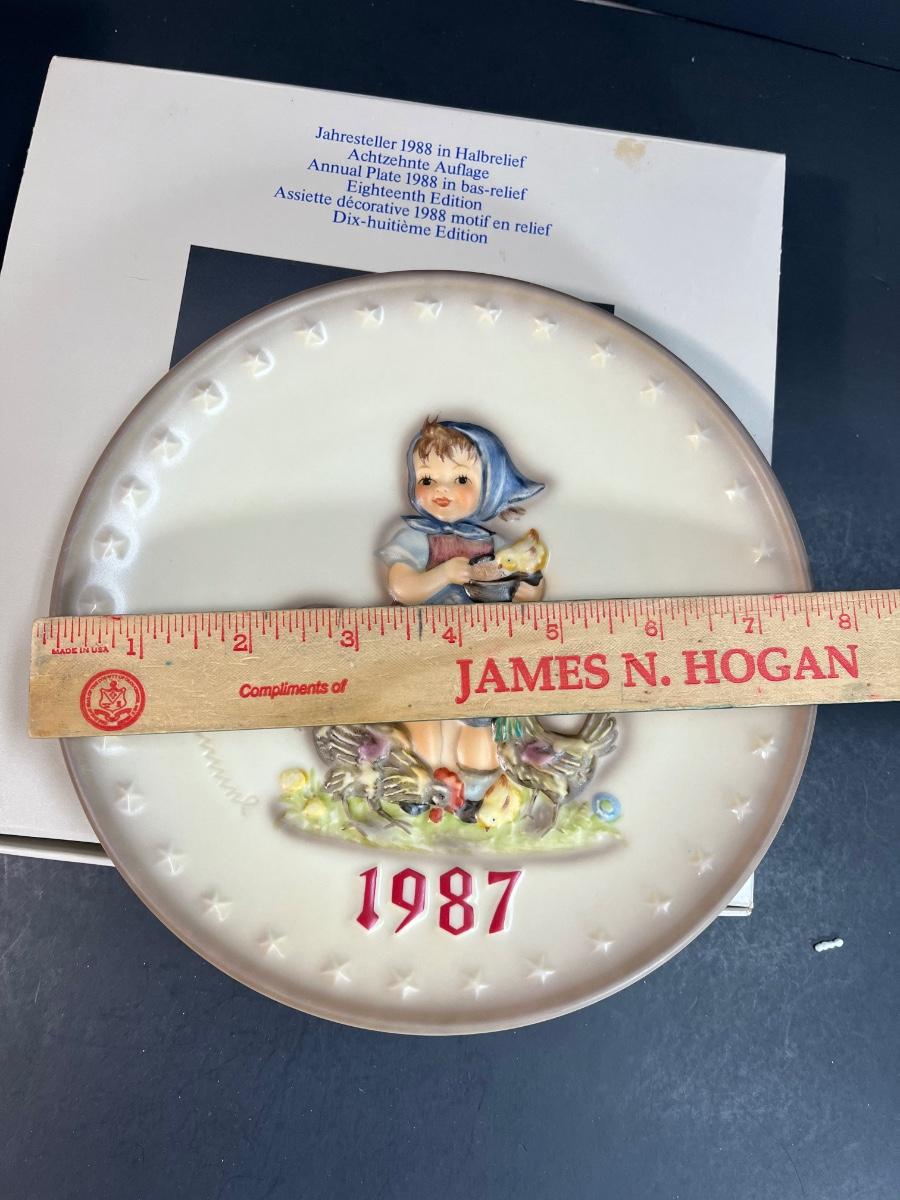 Jahresteller 1988 in Halbrelief
Achtzehnte Auflage
Annual Plate 1988 in bas-relief
Eighteenth Edition
Assiette décorative 1988 motif en relief
Dix-huitième Edition
1 2 3 4 5 6 7 8
MADE IN USA
Compliments of JAMES N. HOGAN
1987